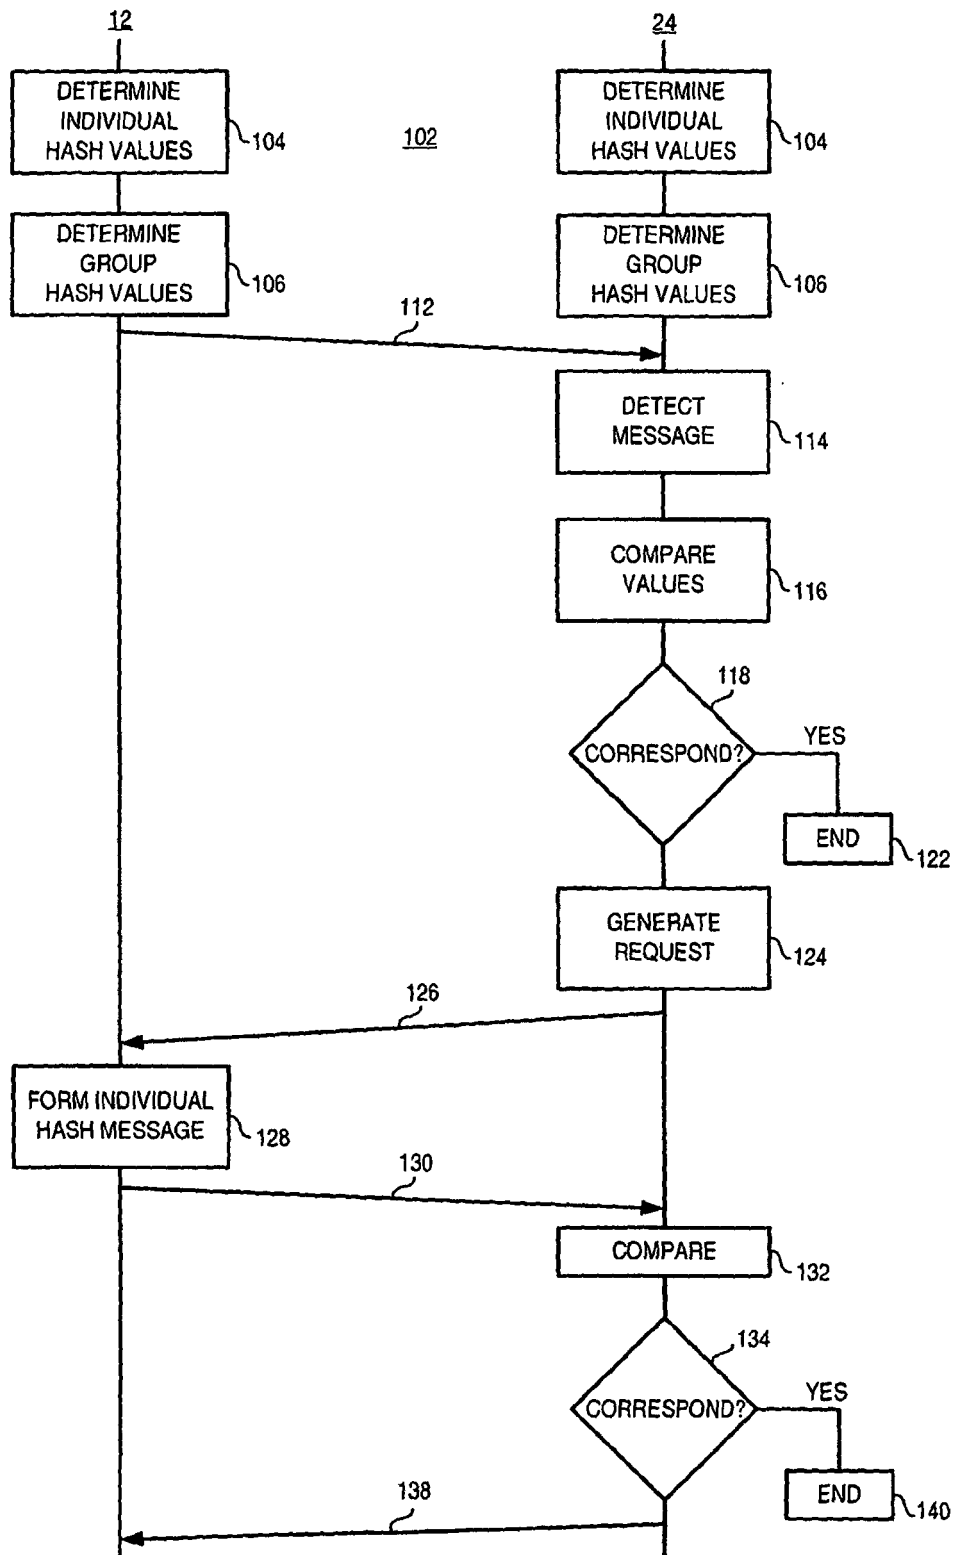 12
24
DETERMINE
INDIVIDUAL
HASH VALUES
104
102
DETERMINE
INDIVIDUAL
HASH VALUES
104
DETERMINE
GROUP
HASH VALUES
106
DETERMINE
GROUP
HASH VALUES
106
112
DETECT
MESSAGE
114
COMPARE
VALUES
116
118
CORRESPOND?
YES
END
122
GENERATE
REQUEST
124
126
FORM INDIVIDUAL
HASH MESSAGE
128
130
COMPARE
132
134
CORRESPOND?
YES
END
140
138